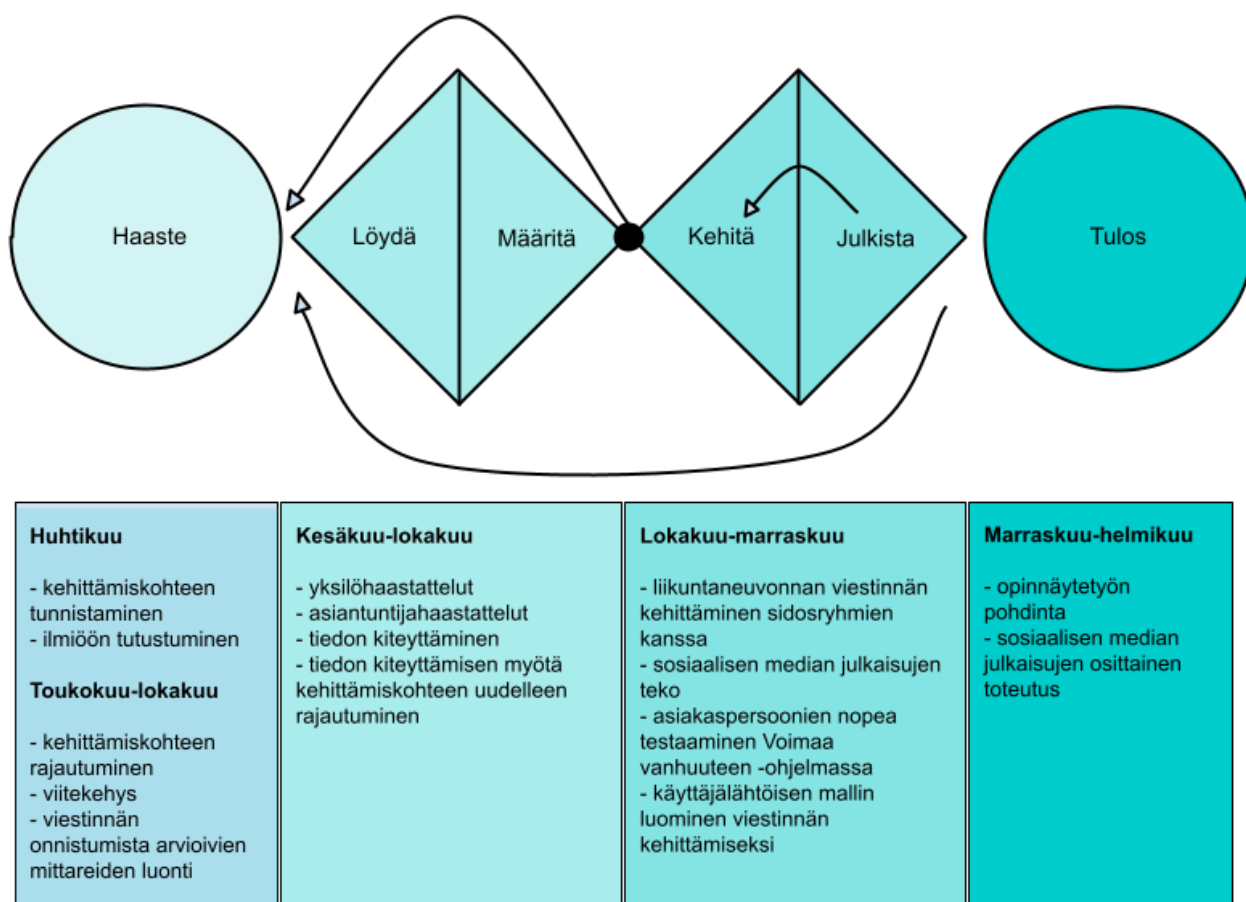 Haaste
Löydä
Määritä
Kehitä
Julkista
Tulos
Huhtikuu
- kehittämiskohteen
tunnistaminen
- ilmiöön tutustuminen
Toukokuu-lokakuu
- kehittämiskohteen
rajautuminen
- viitekehys
- viestinnän
onnistumista arvioivien
mittareiden luonti
Kesäkuu-lokakuu
- yksilöhaastattelut
- asiantuntijahaastattelut
- tiedon kiteyttäminen
- tiedon kiteyttämisen myötä
kehittämiskohteen uudelleen
rajautuminen
Lokakuu-marraskuu
- liikuntaneuvonnan viestinnän
kehittäminen sidosryhmien
kanssa
- sosiaalisen median julkaisujen
teko
- asiakaspersoonien nopea
testaaminen Voimaa
vanhuuteen -ohjelmassa
- käyttäjälähtöisen mallin
luominen viestinnän
kehittämiseksi
Marraskuu-helmikuu
- opinnäytetyön
pohdinta
- sosiaalisen median
julkaisujen osittainen
toteutus